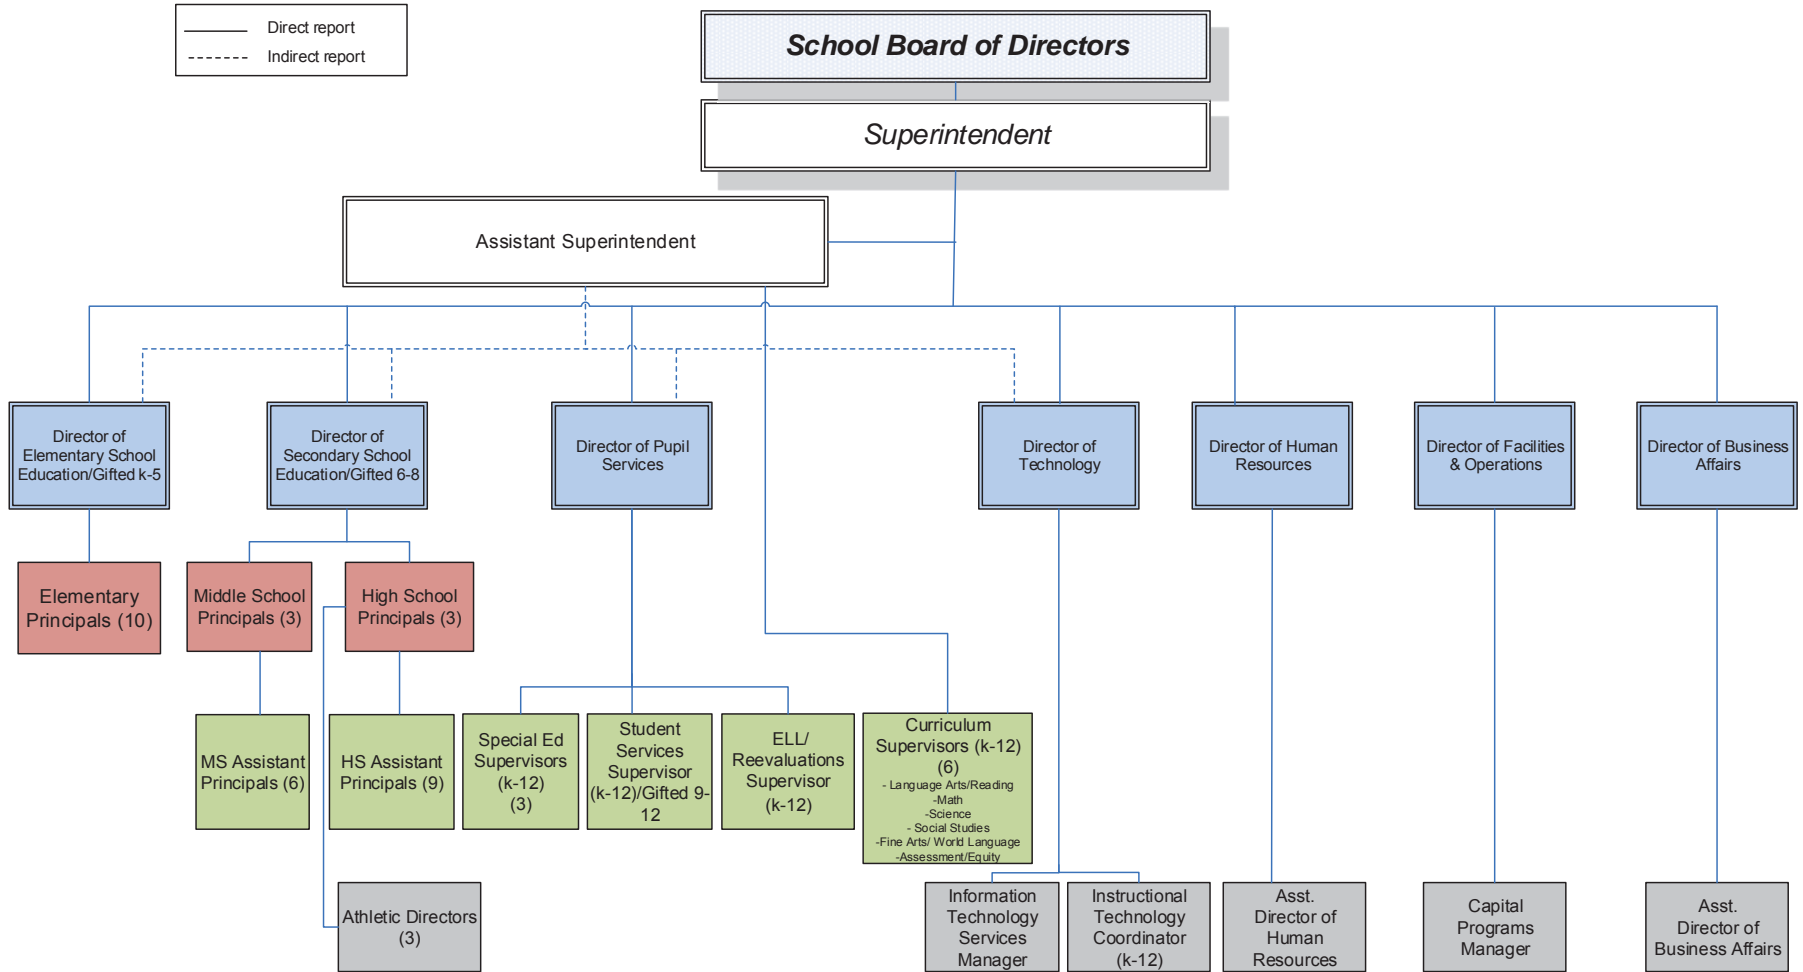 Direct report
Indirect report
School Board of Directors
Superintendent
Assistant Superintendent
Director of
Elementary School
Education/Gifted k-5
Director of
Secondary School
Education/Gifted 6-8
Director of Pupil
Services
Director of
Technology
Director of Human
Resources
Director of Facilities
& Operations
Director of Business
Affairs
Elementary
Principals (10)
Middle School
Principals (3)
High School
Principals (3)
MS Assistant
Principals (6)
HS Assistant
Principals (9)
Special Ed
Supervisors
(k-12)
(3)
Student
Services
Supervisor
(k-12)/Gifted 9-
12
ELL/
Reevaluations
Supervisor
(k-12)
Curriculum
Supervisors (k-12)
(6)
- Language Arts/Reading
-Math
-Science
- Social Studies
-Fine Arts/ World Language
-Assessment/Equity
Athletic Directors
(3)
Information
Technology
Services
Manager
Instructional
Technology
Coordinator
(k-12)
Asst.
Director of
Human
Resources
Capital
Programs
Manager
Asst.
Director of
Business Affairs